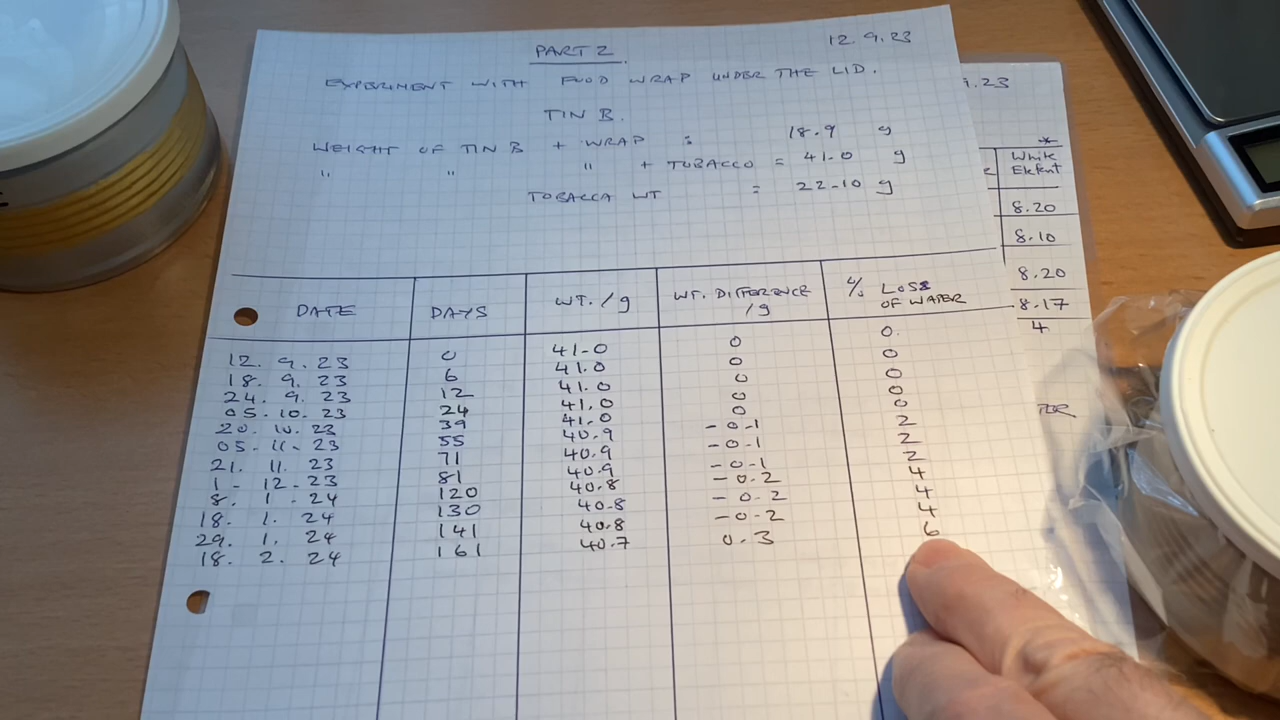 PART 2.
12.9.23
EXPERIMENT WITH FOOD WRAP UNDER THE LID.
TIN B.
WEIGHT OF TIN B + WRAP : 18.9 g
" " " + TOBACCO = 41.0 g
TOBACCA WT = 22-10 g
DATE DAYS WT. / g WT. DIFFERENCE / g % LOSS OF WATER
12. 9. 23 0 41-0 0 0.
18. 9. 23 6 41.0 0 0
24. 9. 23 12 41.0 0 0
05-10.23 24 41.0 0 0
20. 10. 23 39 41.0 0 0
05. 11- 23 55 40.9 -0-1 2
21. 11. 23 71 40.9 -0-1 2
1- 12-23 81 40.9 -0-1 2
8. 1. 24 120 40.8 -0.2 4
18. 1. 24 130 40.8 -0.2 4
29. 1. 24 141 40.8 -0-2 4
18. 2. 24 161 40.7 0.3 6
9.23
*
White
Elefent
8.20
8.10
8.20
8.17
4